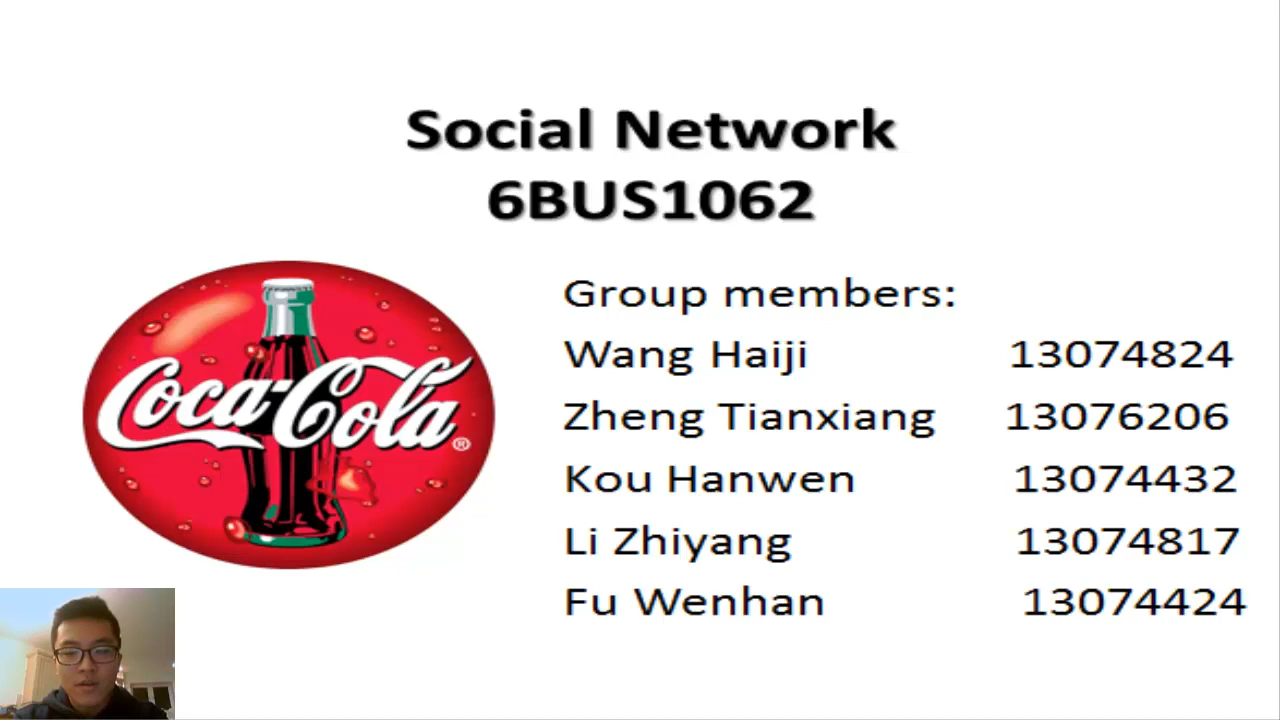 Social Network
6BUS1062
Group members:
Wang Haiji 13074824
Zheng Tianxiang 13076206
Kou Hanwen 13074432
Li Zhiyang 13074817
Fu Wenhan 13074424
Coca-Cola®